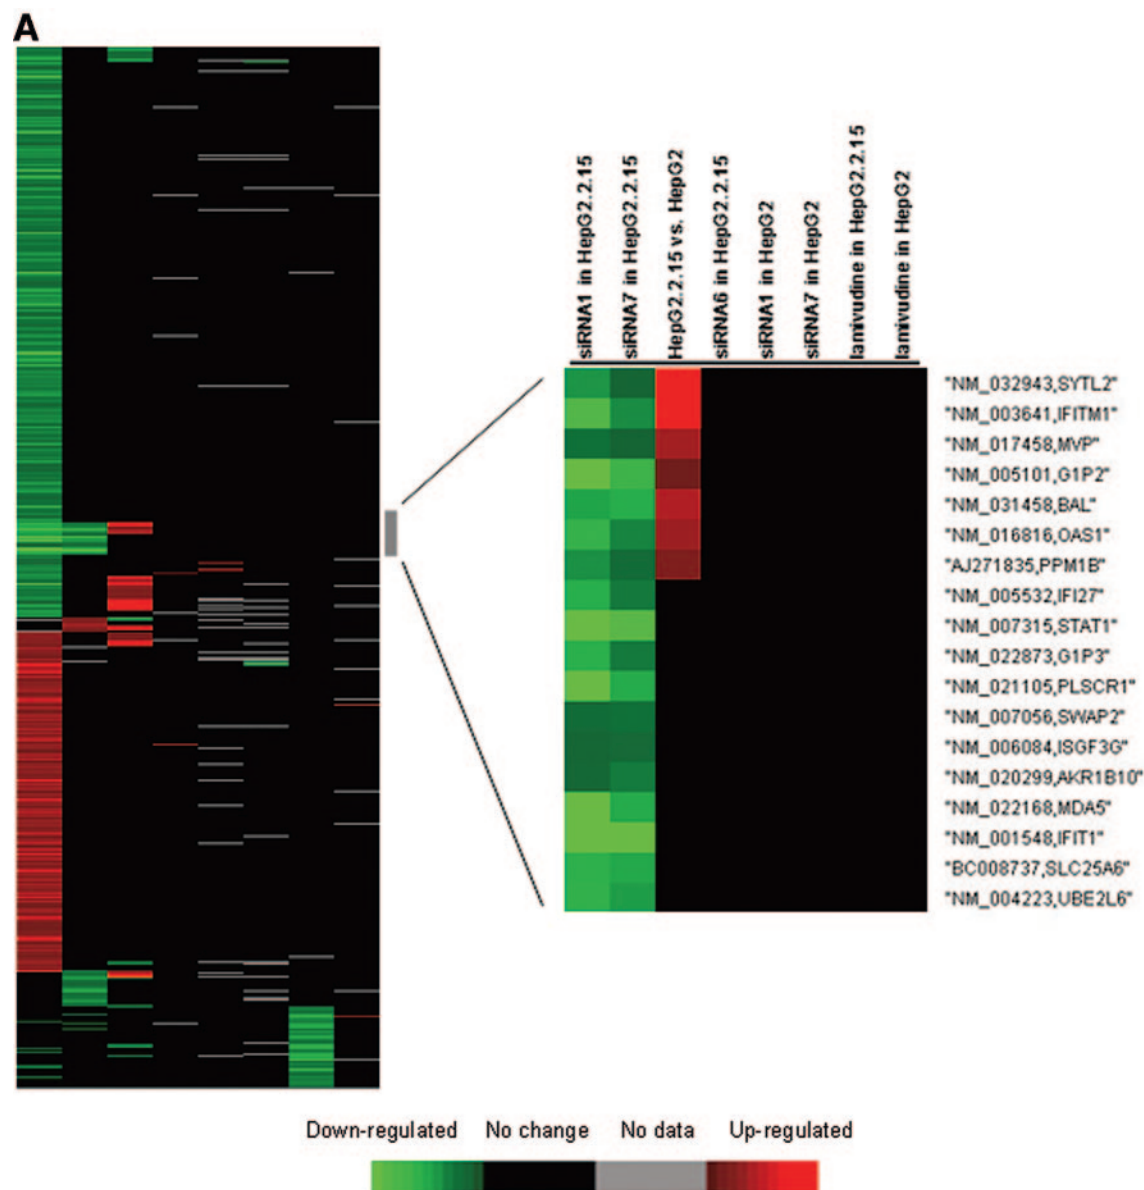 A
siRNA1 in HepG2.2.15
siRNA7 in HepG2.2.15
HepG2.2.15 vs. HepG2
siRNA6 in HepG2.2.15
siRNA1 in HepG2
siRNA7 in HepG2
lamivudine in HepG2.2.15
lamivudine in HepG2
"NM_032943,SYTL2"
"NM_003641,IFITM1"
"NM_017458,MVP"
"NM_005101,G1P2"
"NM_031458,BAL"
"NM_016816,OAS1"
"AJ271835,PPM1B"
"NM_005532,IFI27"
"NM_007315,STAT1"
"NM_022873,G1P3"
"NM_021105,PLSCR1"
"NM_007056,SWAP2"
"NM_006084,ISGF3G"
"NM_020299,AKR1B10"
"NM_022168,MDA5"
"NM_001548,IFIT1"
"BC008737,SLC25A6"
"NM_004223,UBE2L6"
Down-regulated No change No data Up-regulated